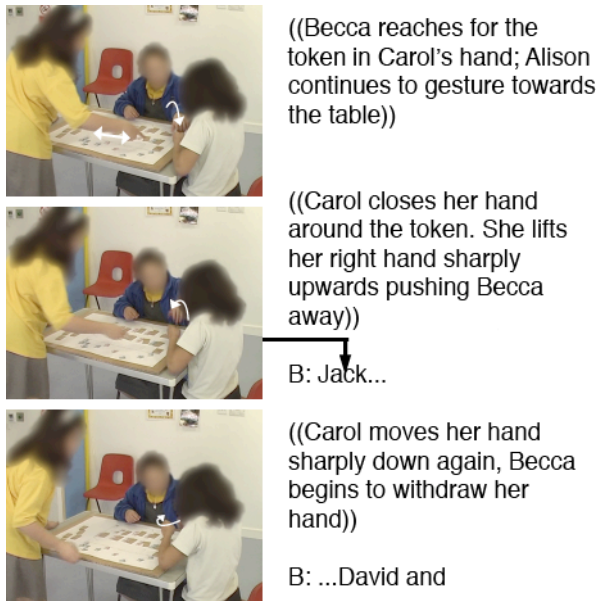 ((Becca reaches for the
token in Carol’s hand; Alison
continues to gesture towards
the table))
((Carol closes her hand
around the token. She lifts
her right hand sharply
upwards pushing Becca
away))
B: Jack...
((Carol moves her hand
sharply down again, Becca
begins to withdraw her
hand))
B: ...David and